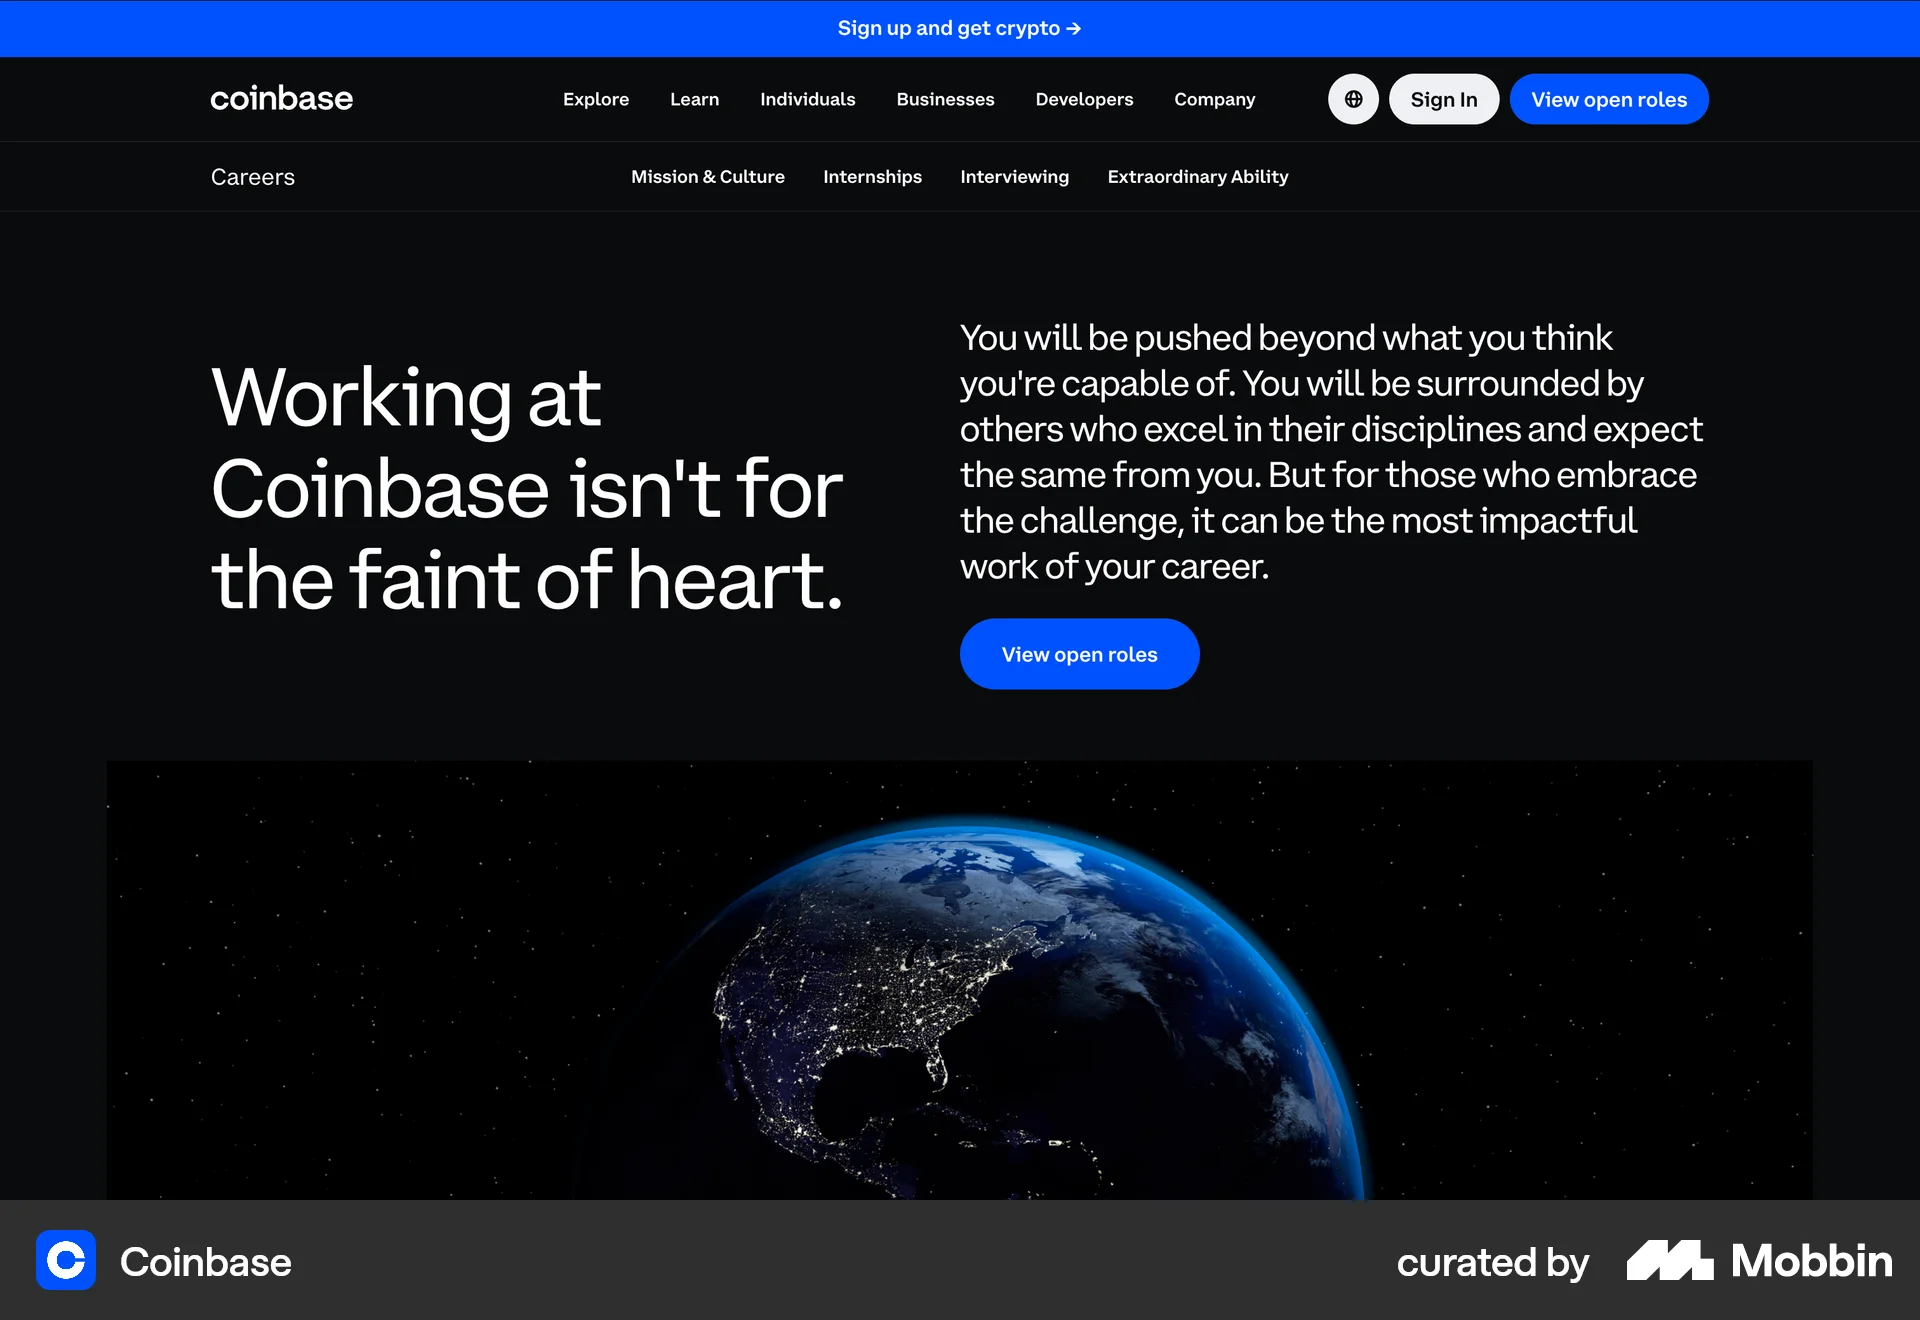 Sign up and get crypto →
coinbase
Explore Learn Individuals Businesses Developers Company
Sign In
View open roles
Careers
Mission & Culture Internships Interviewing Extraordinary Ability
Working at
Coinbase isn't for
the faint of heart.
You will be pushed beyond what you think
you're capable of. You will be surrounded by
others who excel in their disciplines and expect
the same from you. But for those who embrace
the challenge, it can be the most impactful
work of your career.
View open roles
Coinbase
curated by Mobbin